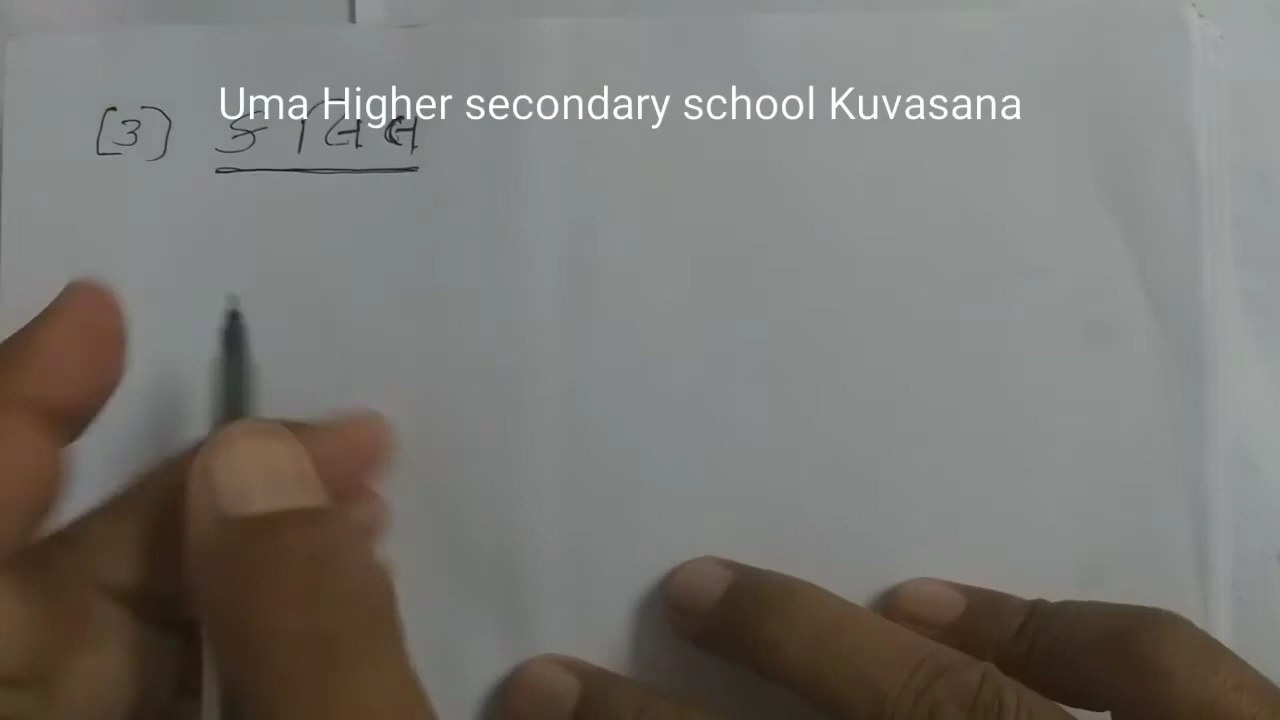 Uma Higher secondary school Kuvasana
[3] કાલિલ